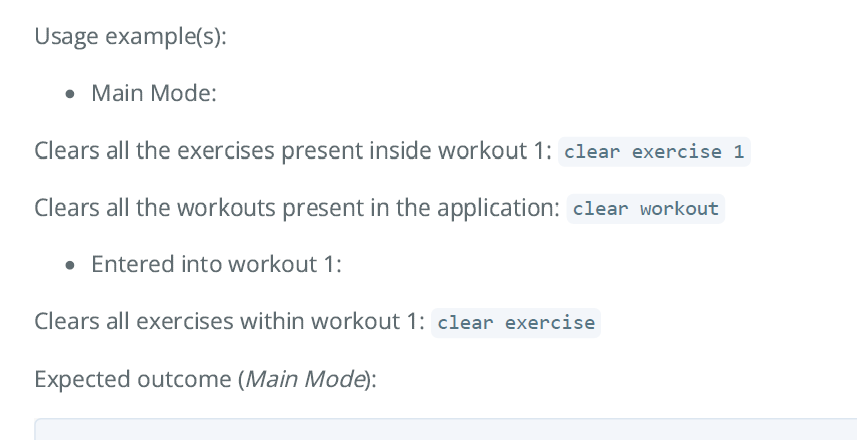 Usage example(s):
• Main Mode:
Clears all the exercises present inside workout 1: clear exercise 1
Clears all the workouts present in the application: clear workout
• Entered into workout 1:
Clears all exercises within workout 1: clear exercise
Expected outcome (Main Mode):